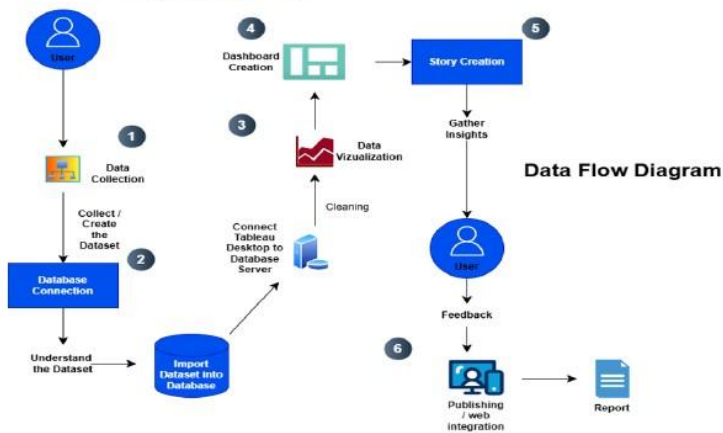 User
1
Data
Collection
Collect /
Create
the
Dataset
Database
Connection
2
Understand
the Dataset
Import
Dataset into
Database
Connect
Tableau
Desktop to
Database
Server
Cleaning
3
Data
Vizualization
4
Dashboard
Creation
5
Story Creation
Gather
Insights
Data Flow Diagram
User
Feedback
6
Publishing
/ web
integration
Report